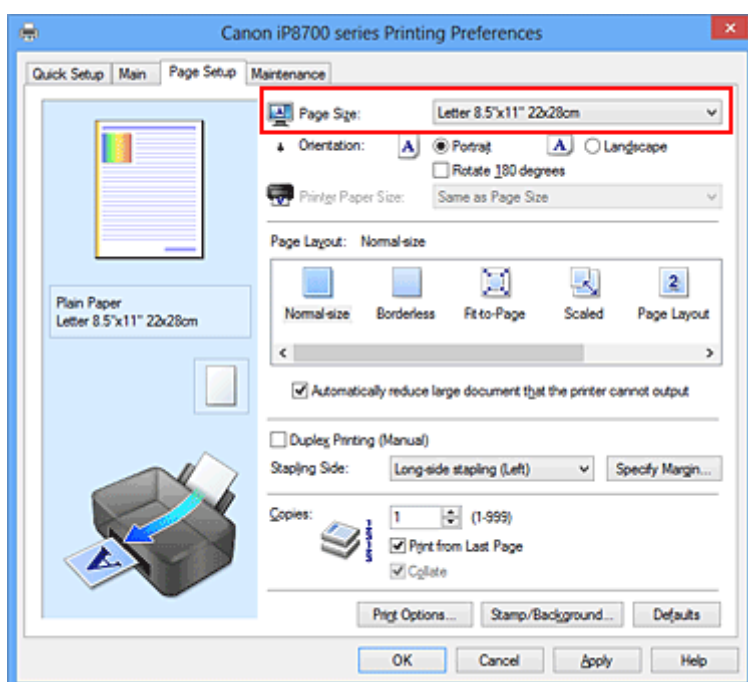 Canon iP8700 series Printing Preferences
Quick Setup Main Page Setup Maintenance
Page Size: Letter 8.5"x11" 22x28cm
Orientation: A Portrait A Landscape
Rotate 180 degrees
Printer Paper Size: Same as Page Size
Page Layout: Normal-size
2
Normal-size Borderless Fit-to-Page Scaled Page Layout
Plain Paper
Letter 8.5"x11" 22x28cm
Automatically reduce large document that the printer cannot output
Duplex Printing (Manual)
Stapling Side: Long-side stapling (Left) Specify Margin...
Copies: 1 (1-999)
Print from Last Page
Collate
A
Print Options... Stamp/Background... Defaults
OK Cancel Apply Help